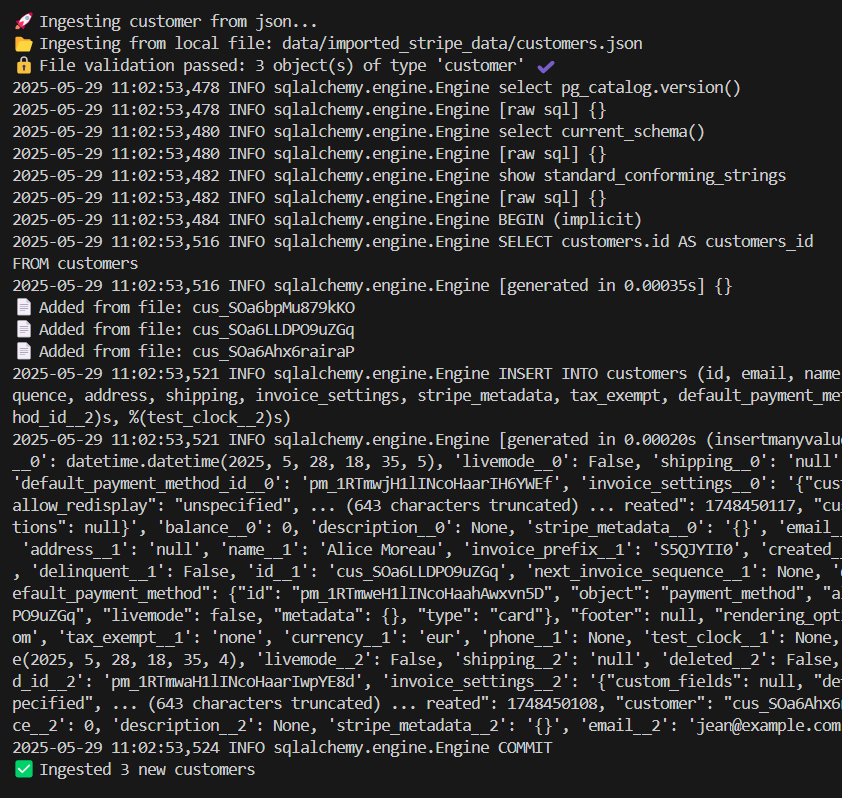 🚀 Ingesting customer from json...
📂 Ingesting from local file: data/imported_stripe_data/customers.json
🔒 File validation passed: 3 object(s) of type 'customer' ✔
2025-05-29 11:02:53,478 INFO sqlalchemy.engine.Engine select pg_catalog.version()
2025-05-29 11:02:53,478 INFO sqlalchemy.engine.Engine [raw sql] {}
2025-05-29 11:02:53,480 INFO sqlalchemy.engine.Engine select current_schema()
2025-05-29 11:02:53,480 INFO sqlalchemy.engine.Engine [raw sql] {}
2025-05-29 11:02:53,482 INFO sqlalchemy.engine.Engine show standard_conforming_strings
2025-05-29 11:02:53,482 INFO sqlalchemy.engine.Engine [raw sql] {}
2025-05-29 11:02:53,484 INFO sqlalchemy.engine.Engine BEGIN (implicit)
2025-05-29 11:02:53,516 INFO sqlalchemy.engine.Engine SELECT customers.id AS customers_id
FROM customers
2025-05-29 11:02:53,516 INFO sqlalchemy.engine.Engine [generated in 0.00035s] {}
📄 Added from file: cus_SOa6bpMu879kKO
📄 Added from file: cus_SOa6LLDPO9uZGq
📄 Added from file: cus_SOa6Ahx6rairaP
2025-05-29 11:02:53,521 INFO sqlalchemy.engine.Engine INSERT INTO customers (id, email, name
quence, address, shipping, invoice_settings, stripe_metadata, tax_exempt, default_payment_me
hod_id__2)s, %(test_clock__2)s)
2025-05-29 11:02:53,521 INFO sqlalchemy.engine.Engine [generated in 0.00020s (insertmanyvalu
__0': datetime.datetime(2025, 5, 28, 18, 35, 5), 'livemode__0': False, 'shipping__0': 'null'
'default_payment_method_id__0': 'pm_1RTmwjH1lINcoHaarIH6YWEf', 'invoice_settings__0': '{"cus
allow_redisplay": "unspecified", ... (643 characters truncated) ... reated": 1748450117, "cu
tions": null}', 'balance__0': 0, 'description__0': None, 'stripe_metadata__0': '{}', 'email_
'address__1': 'null', 'name__1': 'Alice Moreau', 'invoice_prefix__1': 'S5QJYII0', 'created_
, 'delinquent__1': False, 'id__1': 'cus_SOa6LLDPO9uZGq', 'next_invoice_sequence__1': None, '
efault_payment_method": {"id": "pm_1RTmweH1lINcoHaahAwxvn5D", "object": "payment_method", "a
PO9uZGq", "livemode": false, "metadata": {}, "type": "card"}, "footer": null, "rendering_opt
om', 'tax_exempt__1': 'none', 'currency__1': 'eur', 'phone__1': None, 'test_clock__1': None,
e(2025, 5, 28, 18, 35, 4), 'livemode__2': False, 'shipping__2': 'null', 'deleted__2': False,
d_id__2': 'pm_1RTmwaH1lINcoHaarIwpYE8d', 'invoice_settings__2': '{"custom_fields": null, "de
pecified", ... (643 characters truncated) ... reated": 1748450108, "customer": "cus_SOa6Ahx6
ce__2': 0, 'description__2': None, 'stripe_metadata__2': '{}', 'email__2': 'jean@example.com
2025-05-29 11:02:53,524 INFO sqlalchemy.engine.Engine COMMIT
✅ Ingested 3 new customers